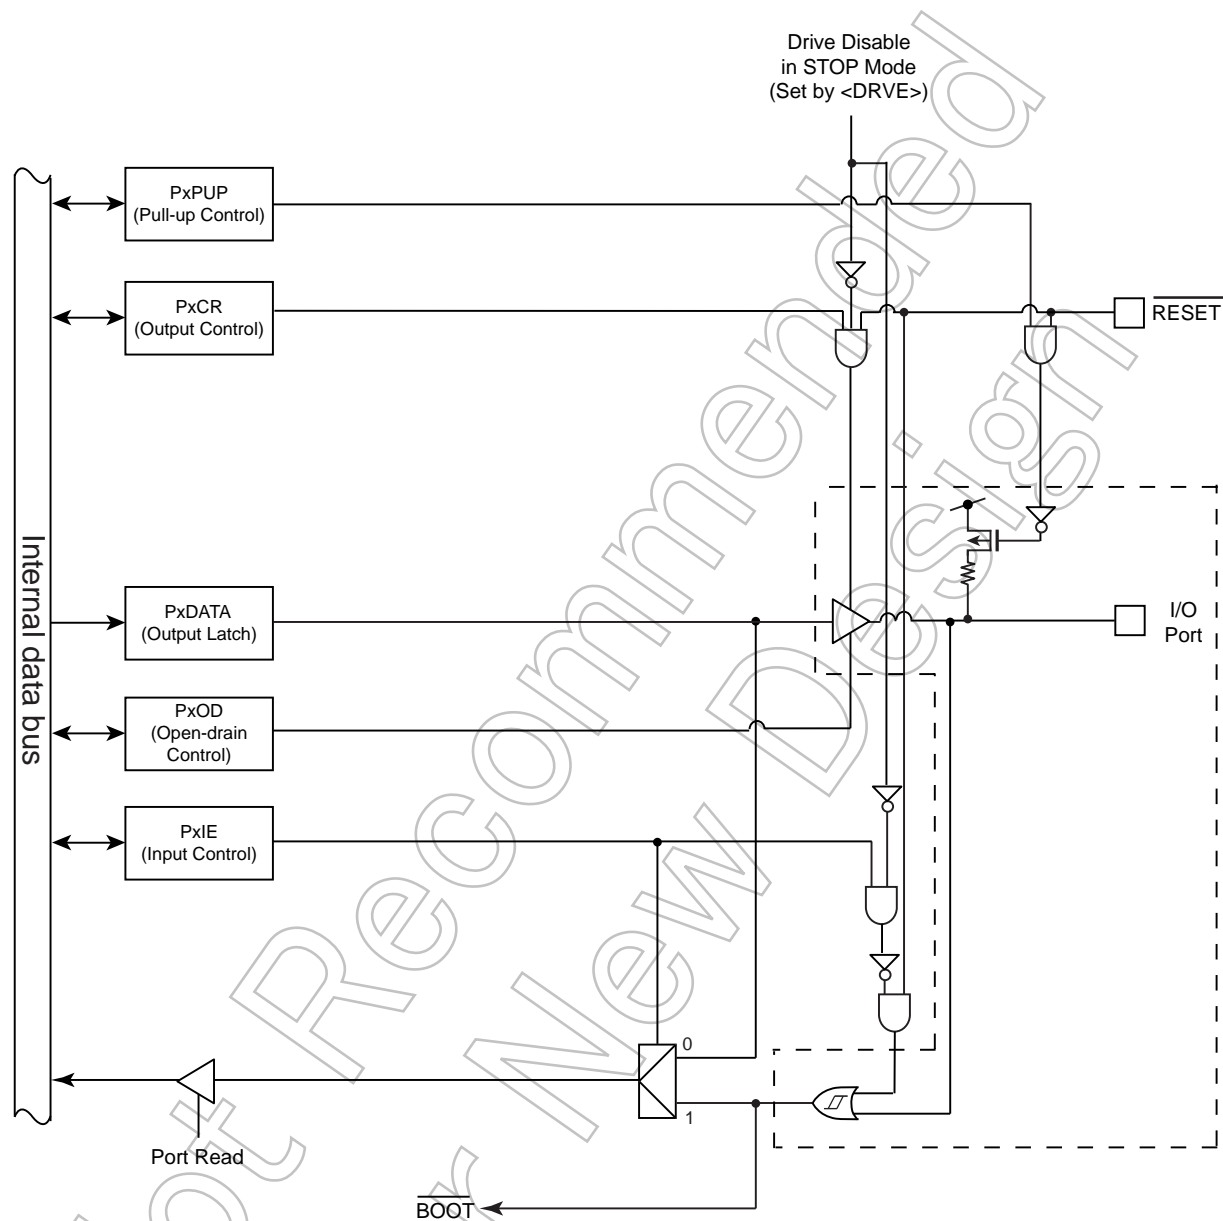 Drive Disable
in STOP Mode
(Set by <DRVE>)
PxPUP
(Pull-up Control)
PxCR
(Output Control)
RESET
Internal data bus
PxDATA
(Output Latch)
I/O
Port
PxOD
(Open-drain
Control)
PxIE
(Input Control)
0
1
Port Read
BOOT
Not Recommended
for New Design